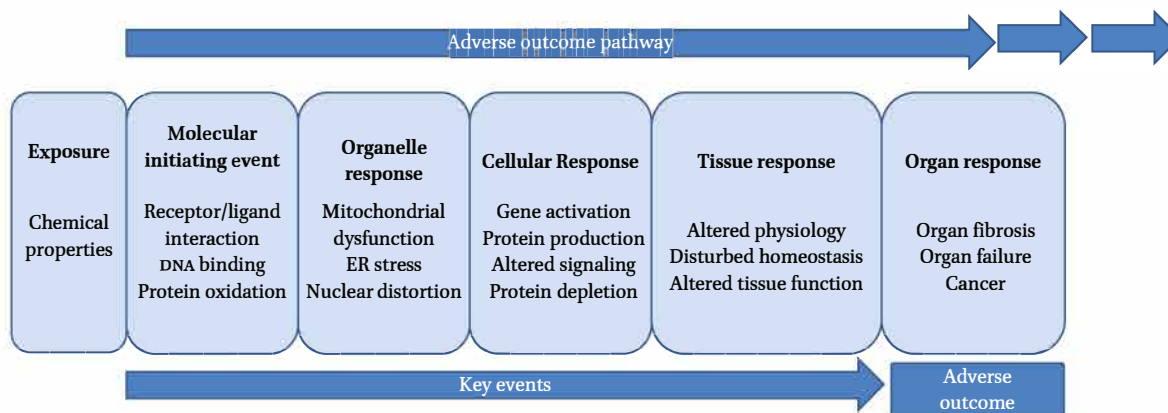 Adverse outcome pathway
Exposure
Chemical
properties
Molecular
initiating event
Receptor/ligand
interaction
DNA binding
Protein oxidation
Organelle
response
Mitochondrial
dysfunction
ER stress
Nuclear distortion
Cellular Response
Gene activation
Protein production
Altered signaling
Protein depletion
Tissue response
Altered physiology
Disturbed homeostasis
Altered tissue function
Organ response
Organ fibrosis
Organ failure
Cancer
Key events
Adverse
outcome